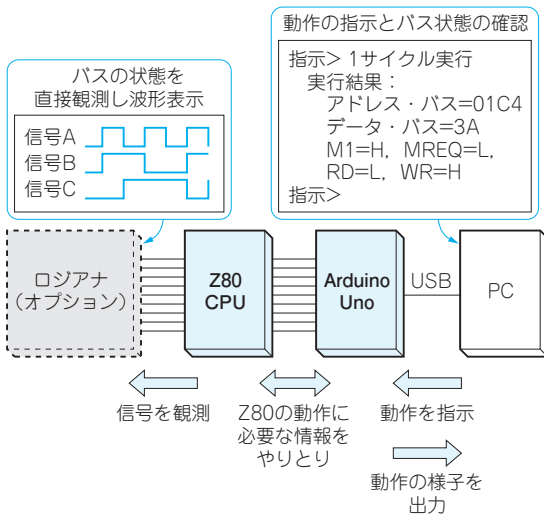 動作の指示とバス状態の確認
指示> 1サイクル実行
実行結果：
アドレス・バス=01C4
データ・バス=3A
M1=H，MREQ=L，
RD=L，WR=H
指示>
バスの状態を
直接観測し波形表示
信号A
信号B
信号C
ロジアナ
（オプション）
Z80
CPU
Arduino
Uno
USB
PC
信号を観測
Z80の動作に
必要な情報を
やりとり
動作を指示
動作の様子を
出力